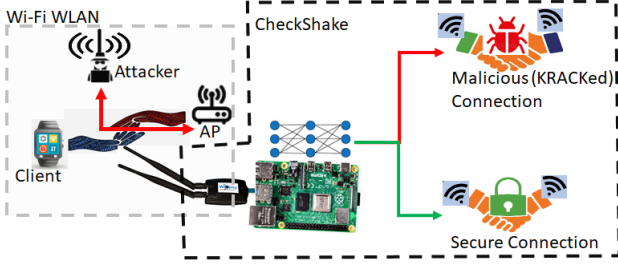 Wi-Fi WLAN
CheckShake
Attacker
AP
Client
Malicious (KRACKed)
Connection
Secure Connection